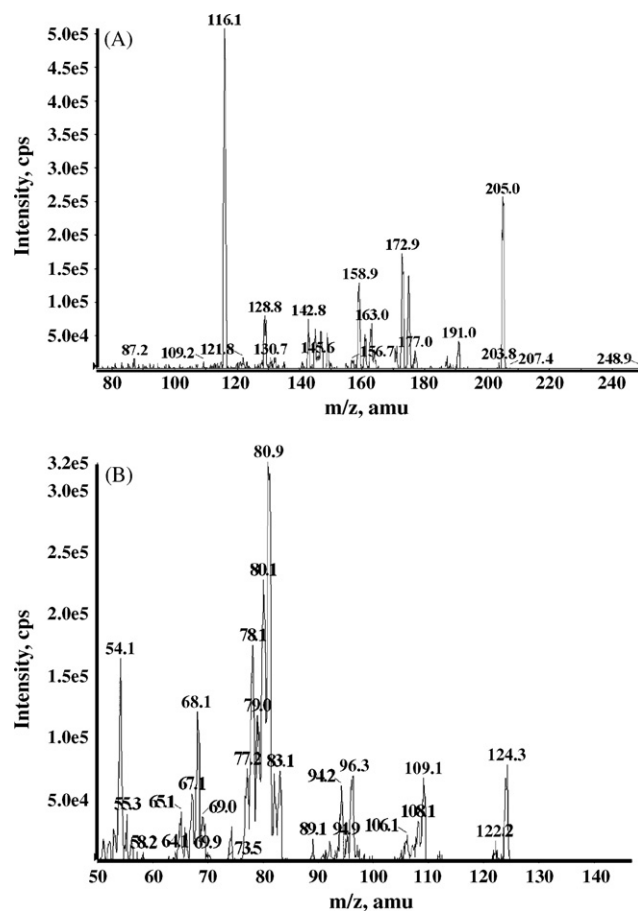 (A)
116.1
5.0e5
4.5e5
4.0e5
3.5e5
3.0e5
2.5e5
2.0e5
1.5e5
1.0e5
5.0e4
Intensity, cps
205.0
172.9
158.9
128.8
142.8
163.0
87.2
109.2
121.8
130.7
145.6
156.7
177.0
191.0
203.8
207.4
248.9
80 100 120 140 160 180 200 220 240
m/z, amu
(B)
80.9
3.2e5
3.0e5
2.5e5
2.0e5
1.5e5
1.0e5
5.0e4
Intensity, cps
80.1
78.1
54.1
68.1
79.0
77.2
83.1
94.2
96.3
109.1
124.3
55.3
65.1
67.1
69.0
58.2
64.1
69.9
73.5
89.1
94.9
106.1
108.1
122.2
50 60 70 80 90 100 110 120 130 140
m/z, amu